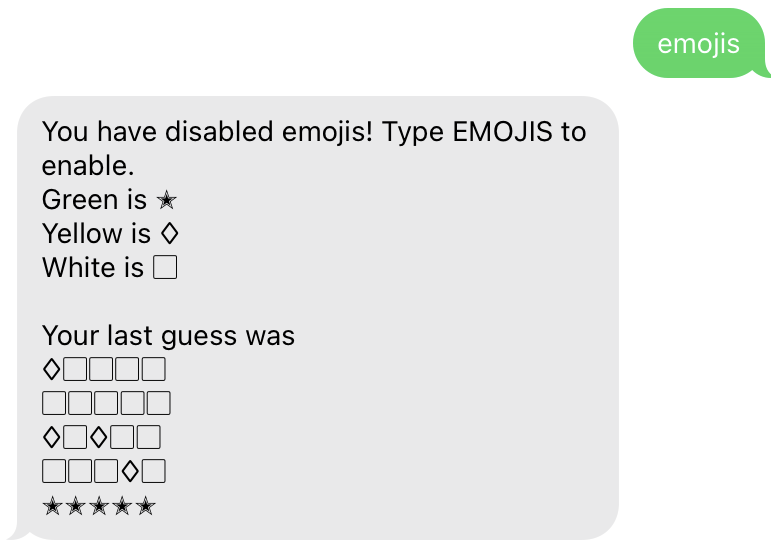 emojis
You have disabled emojis! Type EMOJIS to
enable.
Green is ✭
Yellow is ◊
White is □

Your last guess was
◊□□□□
□□□□□
◊□◊□□
□□□◊□
✭✭✭✭✭